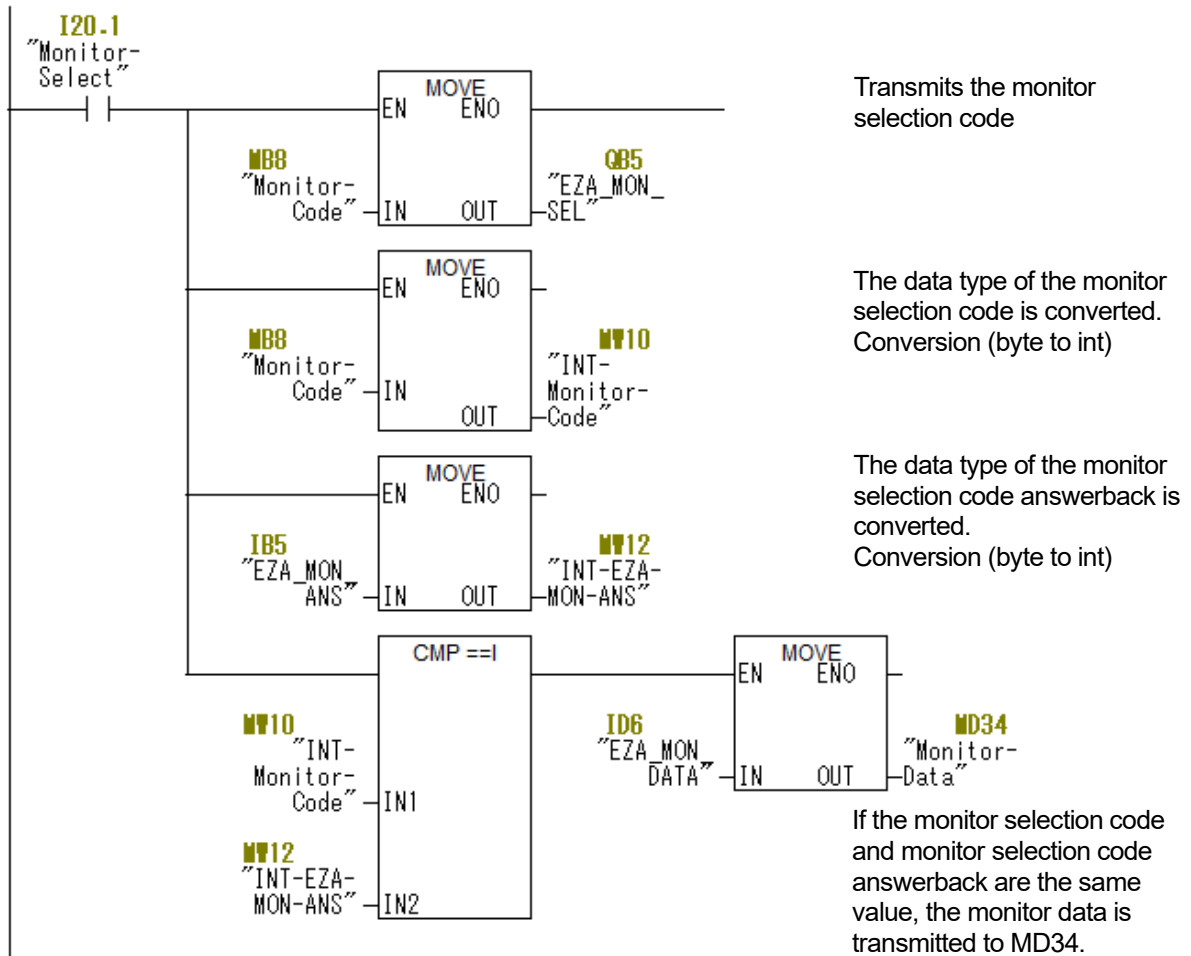 I20.1
"Monitor-
Select"
MOVE
EN ENO
Transmits the monitor
selection code
MB8
"Monitor-
Code"
IN OUT
QB5
"EZA_MON_
SEL"
MOVE
EN ENO
The data type of the monitor
selection code is converted.
Conversion (byte to int)
MB8
"Monitor-
Code"
IN
OUT
MW10
"INT-
Monitor-
Code"
MOVE
EN ENO
The data type of the monitor
selection code answerback is
converted.
Conversion (byte to int)
IB5
"EZA_MON_
ANS"
IN OUT
MW12
"INT-EZA-
MON-ANS"
CMP ==I
MW10
"INT-
Monitor-
Code"
IN1
MW12
"INT-EZA-
MON-ANS"
IN2
MOVE
EN ENO
ID6
"EZA_MON_
DATA"
IN OUT
MD34
"Monitor-
Data"
If the monitor selection code
and monitor selection code
answerback are the same
value, the monitor data is
transmitted to MD34.